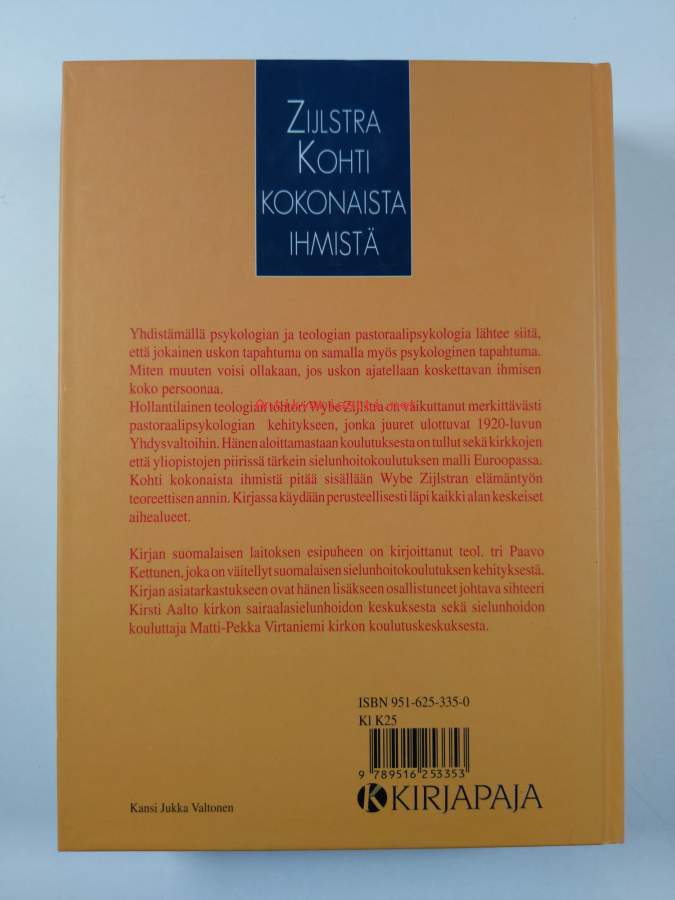 ZIJLSTRA
KOHTI
KOKONAISTA
IHMISTÄ
Yhdistämällä psykologian ja teologian pastoraalipsykologia lähtee siitä,
että jokainen uskon tapahtuma on samalla myös psykologinen tapahtuma.
Miten muuten voisi ollakaan, jos uskon ajatellaan koskettavan ihmisen
koko persoonaa.
Hollantilainen teologian tohtori Wybe Zijlstra on vaikuttanut merkittävästi
pastoraalipsykologian kehitykseen, jonka juuret ulottuvat 1920-luvun
Yhdysvaltoihin. Hänen aloittamastaan koulutuksesta on tullut sekä kirkkojen
että yliopistojen piirissä tärkein sielunhoitokoulutuksen malli Euroopassa.
Kohti kokonaista ihmistä pitää sisällään Wybe Zijlstran elämäntyön
teoreettisen annin. Kirjassa käydään perusteellisesti läpi kaikki alan keskeiset
aihealueet.
Kirjan suomalaisen laitoksen esipuheen on kirjoittanut teol. tri Paavo
Kettunen, joka on väitellyt suomalaisen sielunhoitokoulutuksen kehityksestä.
Kirjan asiatarkastukseen ovat hänen lisäkseen osallistuneet johtava sihteeri
Kirsti Aalto kirkon sairaalasielunhoidon keskuksesta sekä sielunhoidon
kouluttaja Matti-Pekka Virtaniemi kirkon koulutuskeskuksesta.
ISBN 951-625-335-0
Kl K25
9 789516 253353
KIRJAPAJA
Kansi Jukka Valtonen